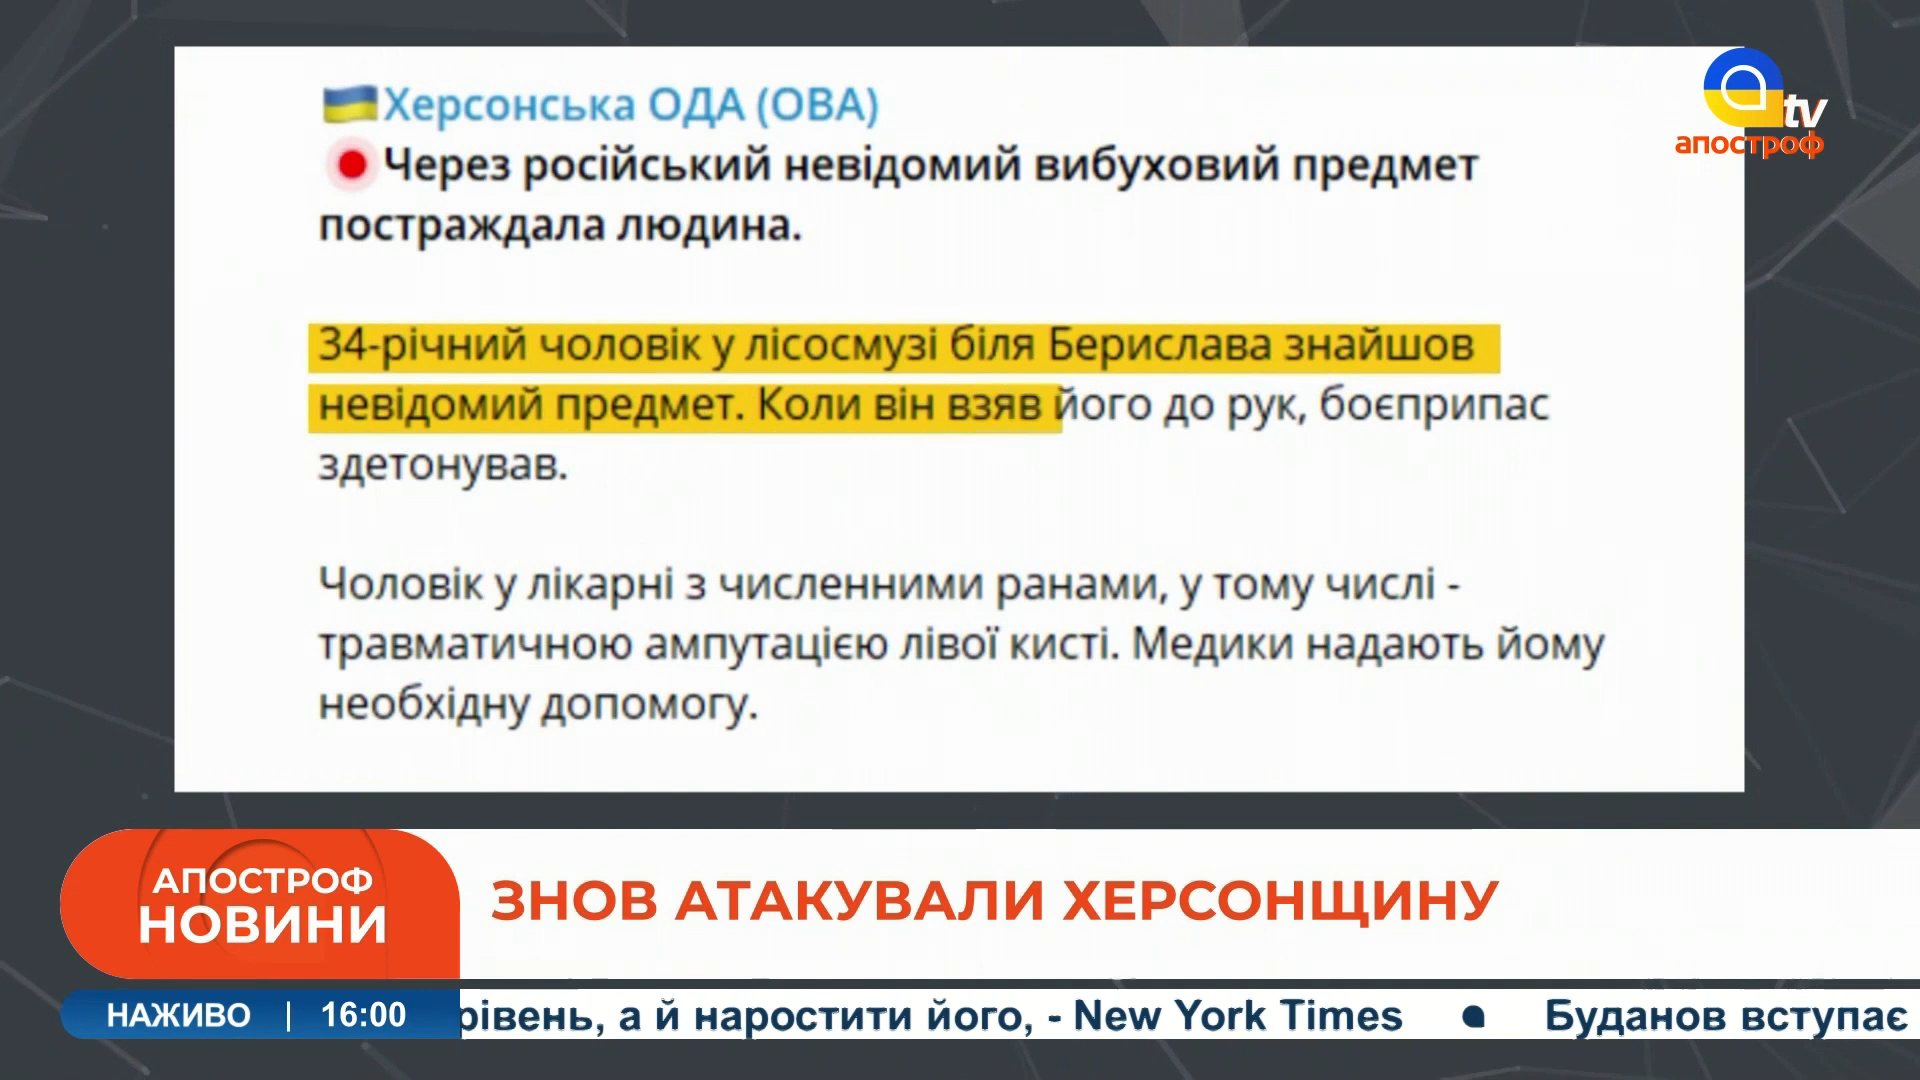 Херсонська ОДА (ОВА)
Через російський невідомий вибуховий предмет
постраждала людина.
34-річний чоловік у лісосмузі біля Берислава знайшов
невідомий предмет. Коли він взяв його до рук, боєприпас
здетонував.
Чоловік у лікарні з численними ранами, у тому числі -
травматичною ампутацією лівої кисті. Медики надають йому
необхідну допомогу.
tv
апостроф
АПОСТРОФ
НОВИНИ
ЗНОВ АТАКУВАЛИ ХЕРСОНЩИНУ
НАЖИВО | 16:00
рівень, а й наростити його, - New York Times • Буданов вступає